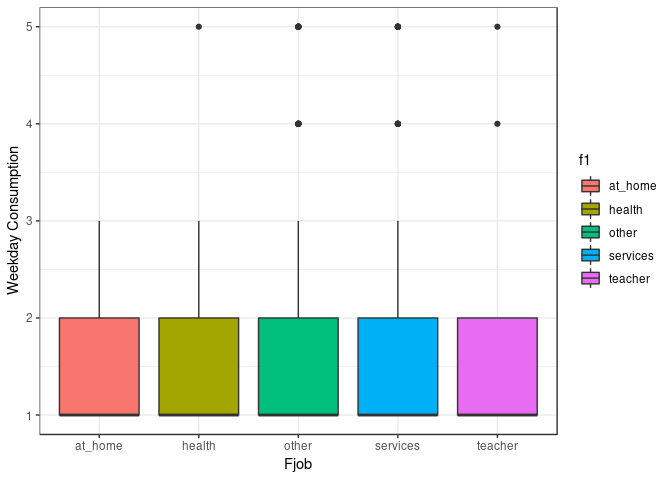 5
4
3
2
1
Weekday Consumption
at_home health other services teacher
Fjob
f1
at_home
health
other
services
teacher